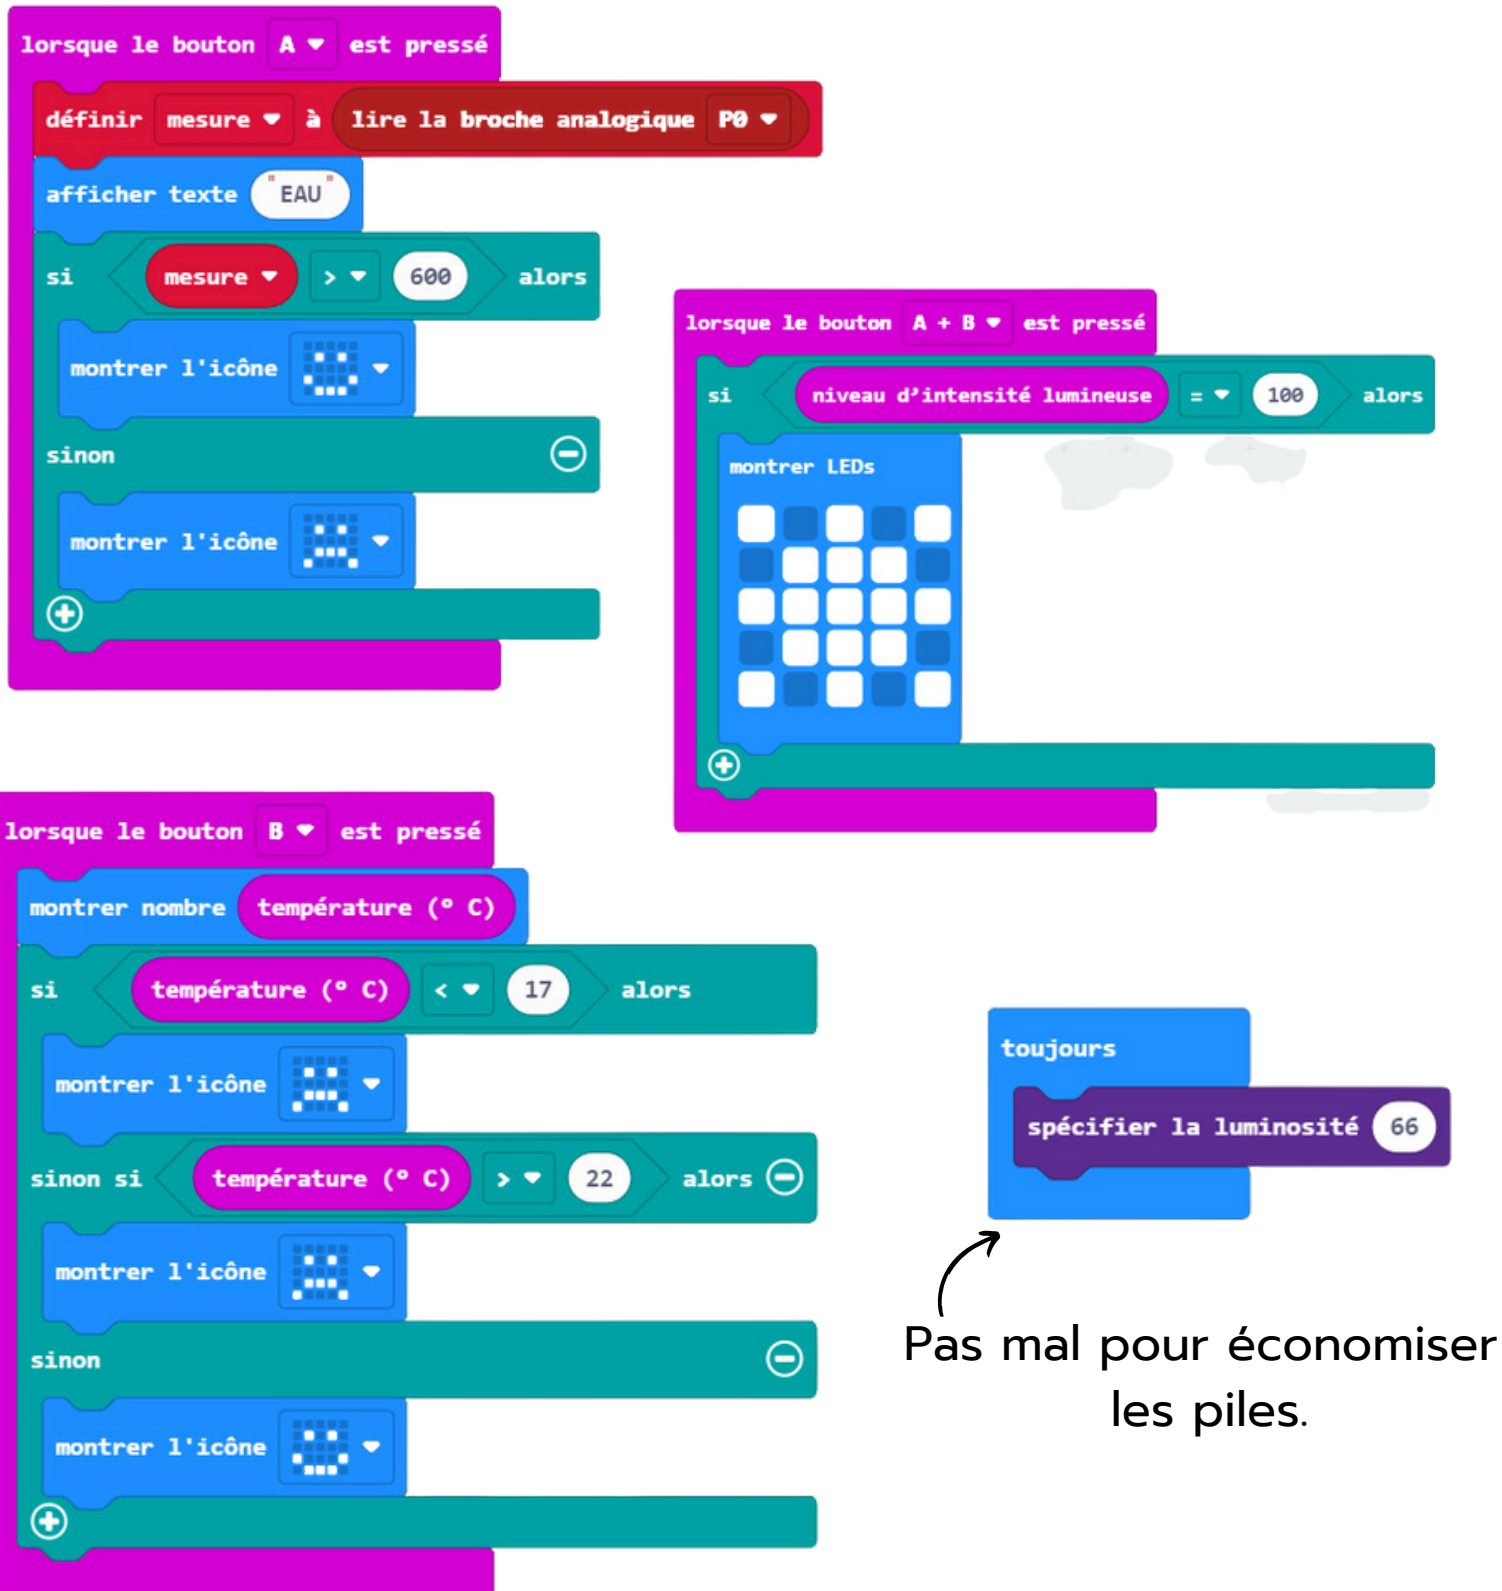 lorsque le bouton A est pressé
définir mesure à lire la broche analogique P0
afficher texte "EAU"
si mesure > 600 alors
montrer l'icône
sinon
montrer l'icône
lorsque le bouton A + B est pressé
si niveau d'intensité lumineuse = 100 alors
montrer LEDs
lorsque le bouton B est pressé
montrer nombre température (° C)
si température (° C) < 17 alors
montrer l'icône
sinon si température (° C) > 22 alors
montrer l'icône
sinon
montrer l'icône
toujours
spécifier la luminosité 66
Pas mal pour économiser
les piles.